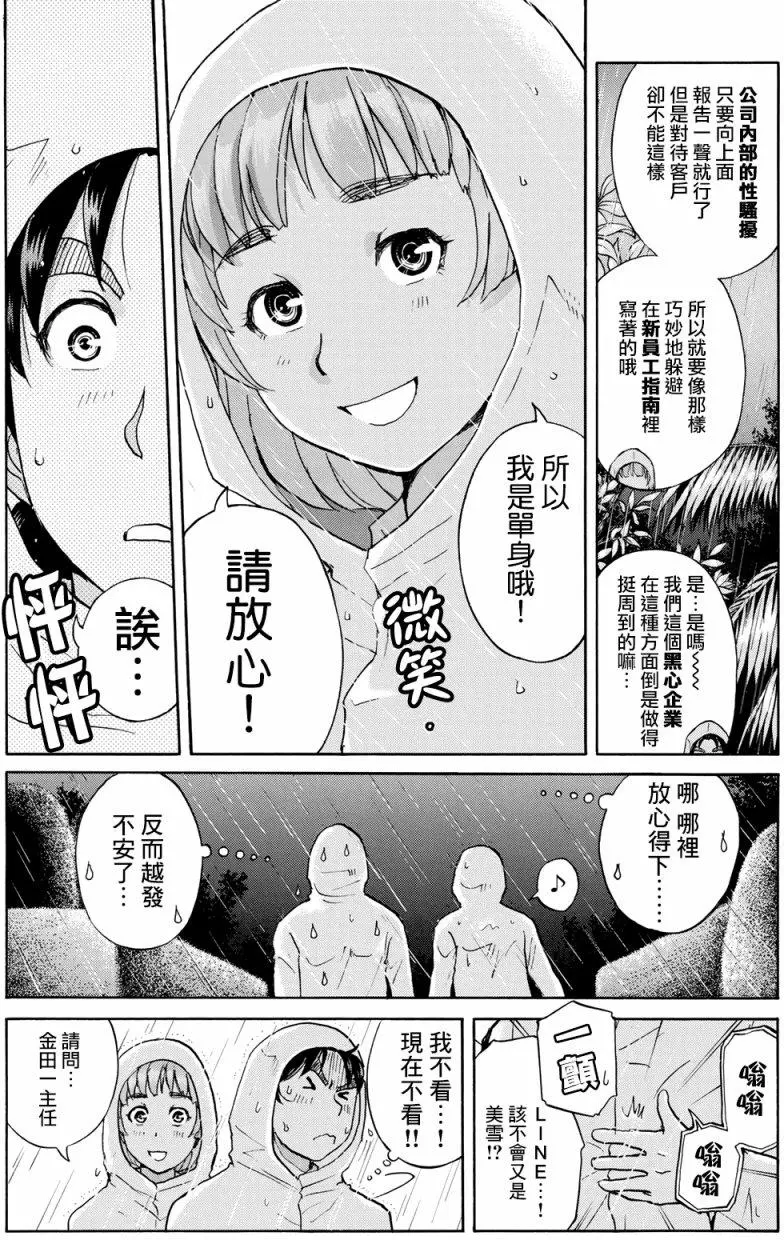 公司內部的性騷擾
只要向上面
報告一聲就行了
但是對待客戶
卻不能這樣
所以就要像那樣
巧妙地躲避
在新員工指南裡
寫著的哦
是…是嗎~~
我們這個黑心企業
在這種方面倒是做得
挺周到的嘛…
所以
我是單身哦！
微笑。
請放心！
誒…
怦怦
哪 哪裡
放心得下……
♪
反而越發
不安了…
嗡嗡
一顫
嗡嗡
LINE…！
該不會又是
美雪!?
我不看…！
現在不看!!
請問…
金田一主任